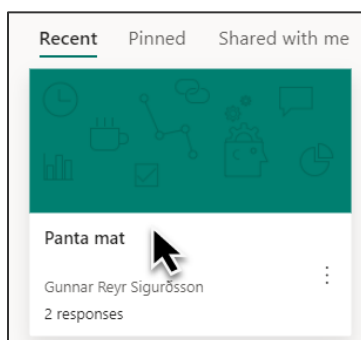 Recent Pinned Shared with me
Panta mat
Gunnar Reyr Sigurðsson
2 responses